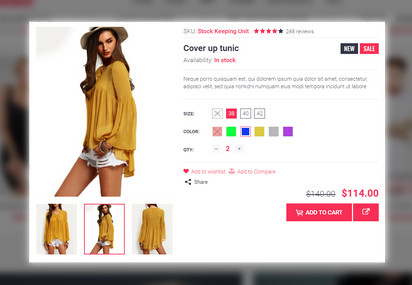 SKU: Stock Keeping Unit 248 reviews
Cover up tunic NEW SALE
Availability: In stock
Neque porro quisquam est, qui dolorem ipsum quia dolor sit amet, consectetur,
adipisci velit, sed quia non numquam eius modi tempora incidunt ut labore
SIZE: 38 40 42
COLOR:
QTY: − 2 +
Add to wishlist Add to Compare
Share
$140.00 $114.00
ADD TO CART